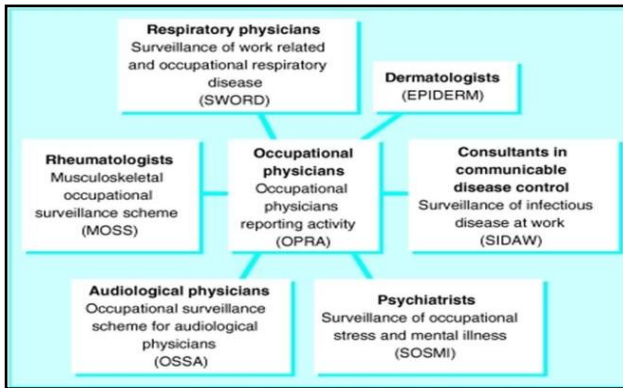 Respiratory physicians
Surveillance of work related
and occupational respiratory
disease
(SWORD)
Dermatologists
(EPIDERM)
Rheumatologists
Musculoskeletal
occupational
surveillance scheme
(MOSS)
Occupational
physicians
Occupational
physicians
reporting activity
(OPRA)
Consultants in
communicable
disease control
Surveillance of infectious
disease at work
(SIDAW)
Audiological physicians
Occupational surveillance
scheme for audiological
physicians
(OSSA)
Psychiatrists
Surveillance of occupational
stress and mental illness
(SOSMI)